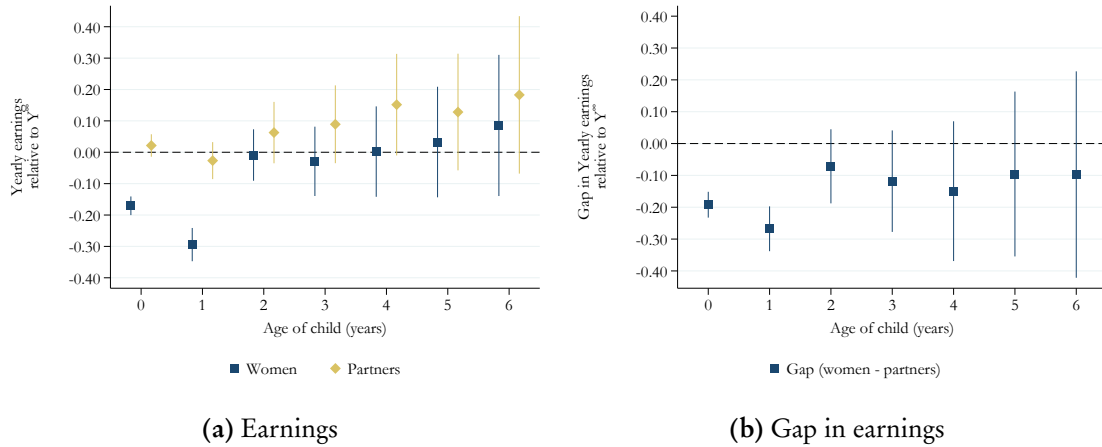 Yearly earnings
relative to Y∞
0.40
0.30
0.20
0.10
0.00
-0.10
-0.20
-0.30
-0.40
0 1 2 3 4 5 6
Age of child (years)
Women Partners
(a) Earnings
Gap in Yearly earnings
relative to Y∞
0.40
0.30
0.20
0.10
0.00
-0.10
-0.20
-0.30
-0.40
0 1 2 3 4 5 6
Age of child (years)
Gap (women - partners)
(b) Gap in earnings